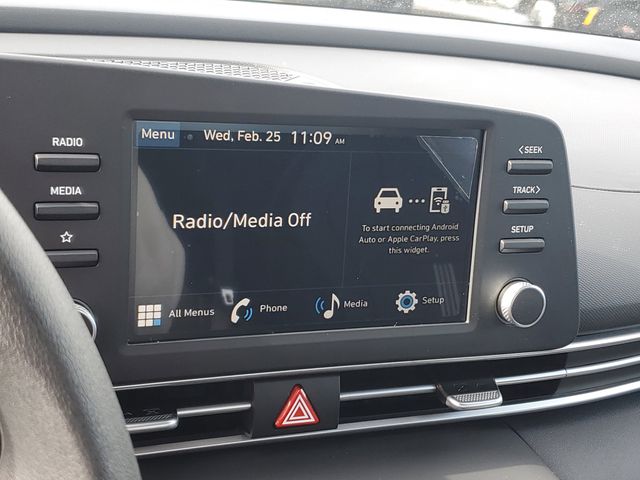 RADIO
MEDIA
Menu
Wed, Feb. 25 11:09 AM
Radio/Media Off
To start connecting Android
Auto or Apple CarPlay, press
this widget.
All Menus
Phone
Media
Setup
<SEEK
TRACK>
SETUP